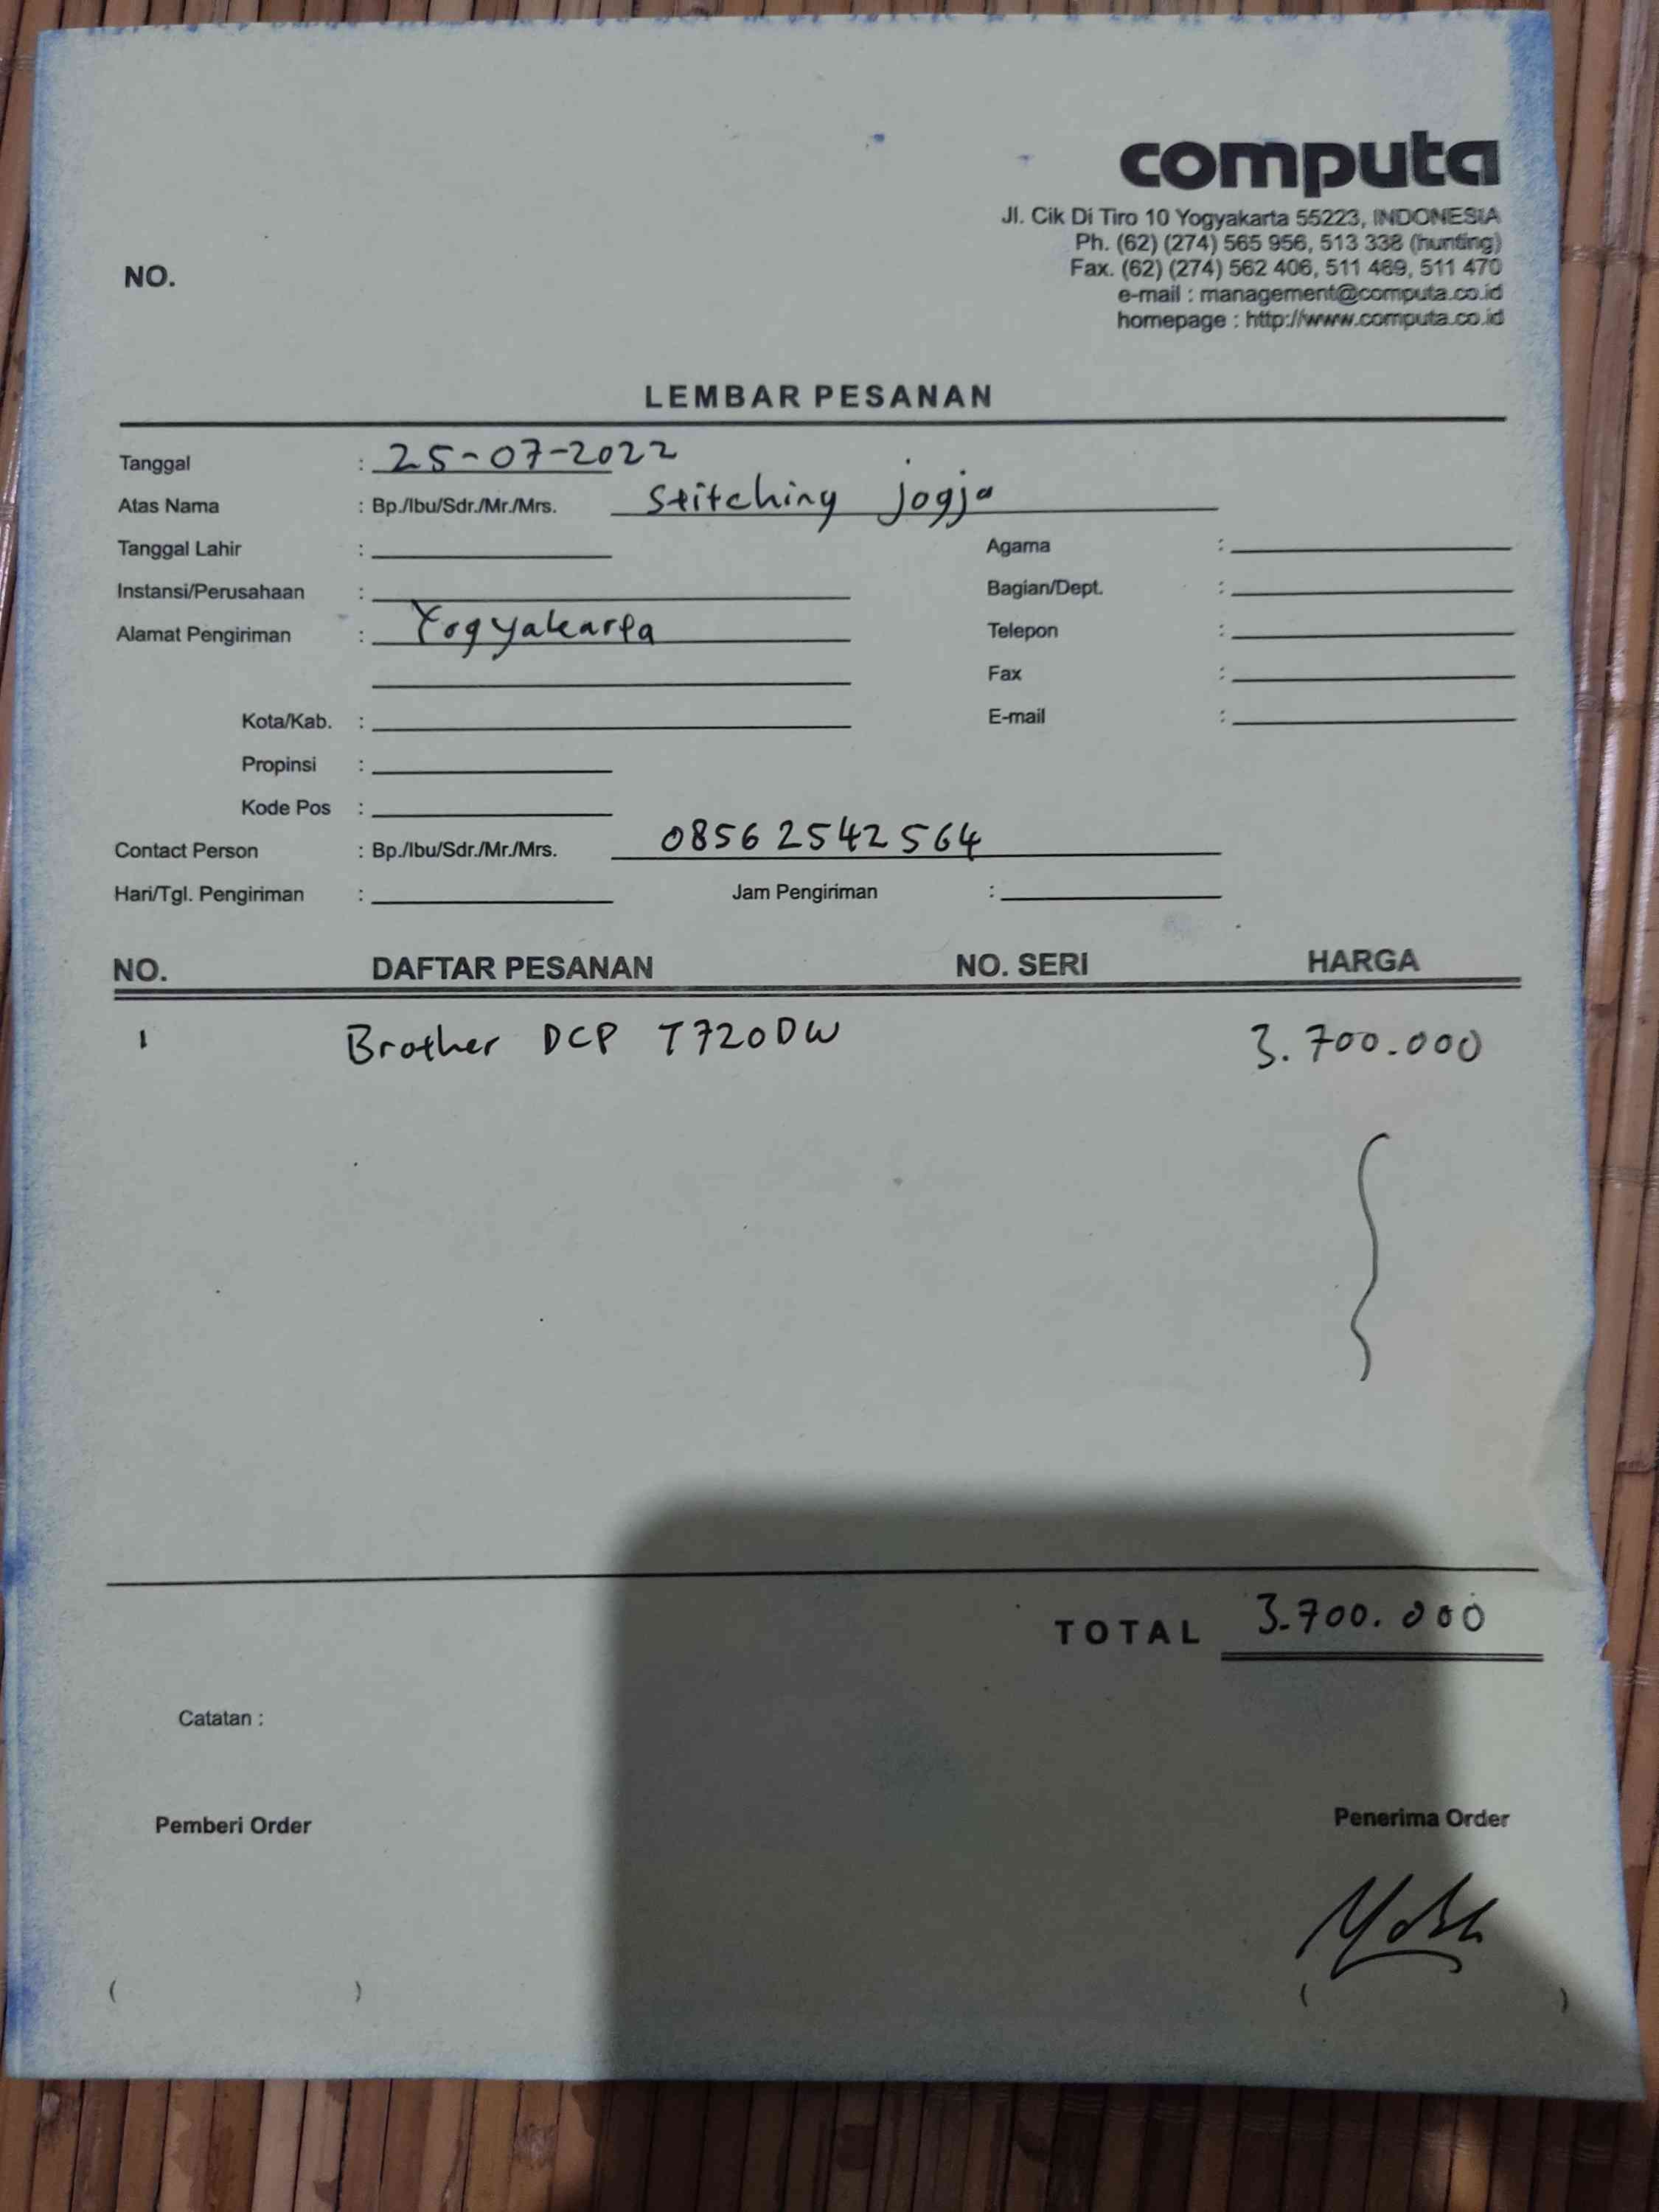 computa
Jl. Cik Di Tiro 10 Yogyakarta 55223, INDONESIA
Ph. (62) (274) 565 956, 513 338 (hunting)
Fax. (62) (274) 562 406, 511 469, 511 470
e-mail : management@computa.co.id
homepage : http://www.computa.co.id
NO.
LEMBAR PESANAN
Tanggal : 25-07-2022
Atas Nama : Bp./Ibu/Sdr./Mr./Mrs. Stitching jogja
Tanggal Lahir : Agama :
Instansi/Perusahaan : Bagian/Dept. :
Alamat Pengiriman : Yogyakarta Telepon :
Fax :
Kota/Kab. : E-mail :
Propinsi :
Kode Pos :
Contact Person : Bp./Ibu/Sdr./Mr./Mrs. 0856 2542 564
Hari/Tgl. Pengiriman : Jam Pengiriman :
NO. DAFTAR PESANAN NO. SERI HARGA
1 Brother DCP T720DW 3.700.000
TOTAL 3.700.000
Catatan :
Pemberi Order Penerima Order
( ) ( )